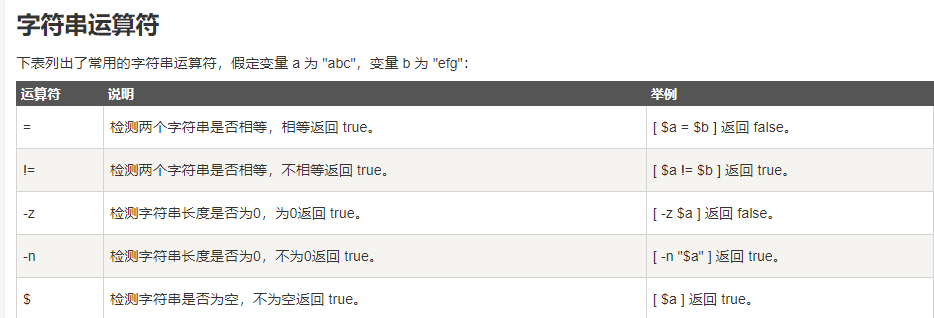 字符串运算符
下表列出了常用的字符串运算符，假定变量 a 为 "abc"，变量 b 为 "efg"：
运算符 说明 举例
= 检测两个字符串是否相等，相等返回 true。 [ $a = $b ] 返回 false。
!= 检测两个字符串是否相等，不相等返回 true。 [ $a != $b ] 返回 true。
-z 检测字符串长度是否为0，为0返回 true。 [ -z $a ] 返回 false。
-n 检测字符串长度是否为0，不为0返回 true。 [ -n "$a" ] 返回 true。
$ 检测字符串是否为空，不为空返回 true。 [ $a ] 返回 true。